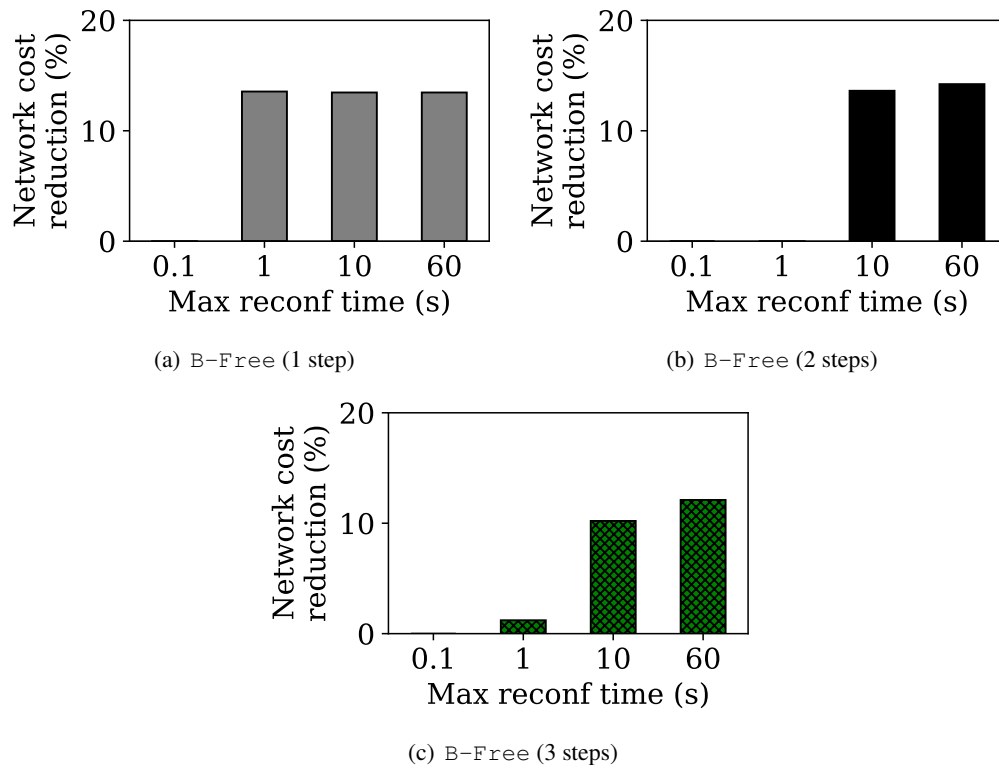 20
10
0
Network cost
reduction (%)
0.1 1 10 60
Max reconf time (s)
(a) B-Free (1 step)
20
10
0
Network cost
reduction (%)
0.1 1 10 60
Max reconf time (s)
(b) B-Free (2 steps)
20
10
0
Network cost
reduction (%)
0.1 1 10 60
Max reconf time (s)
(c) B-Free (3 steps)